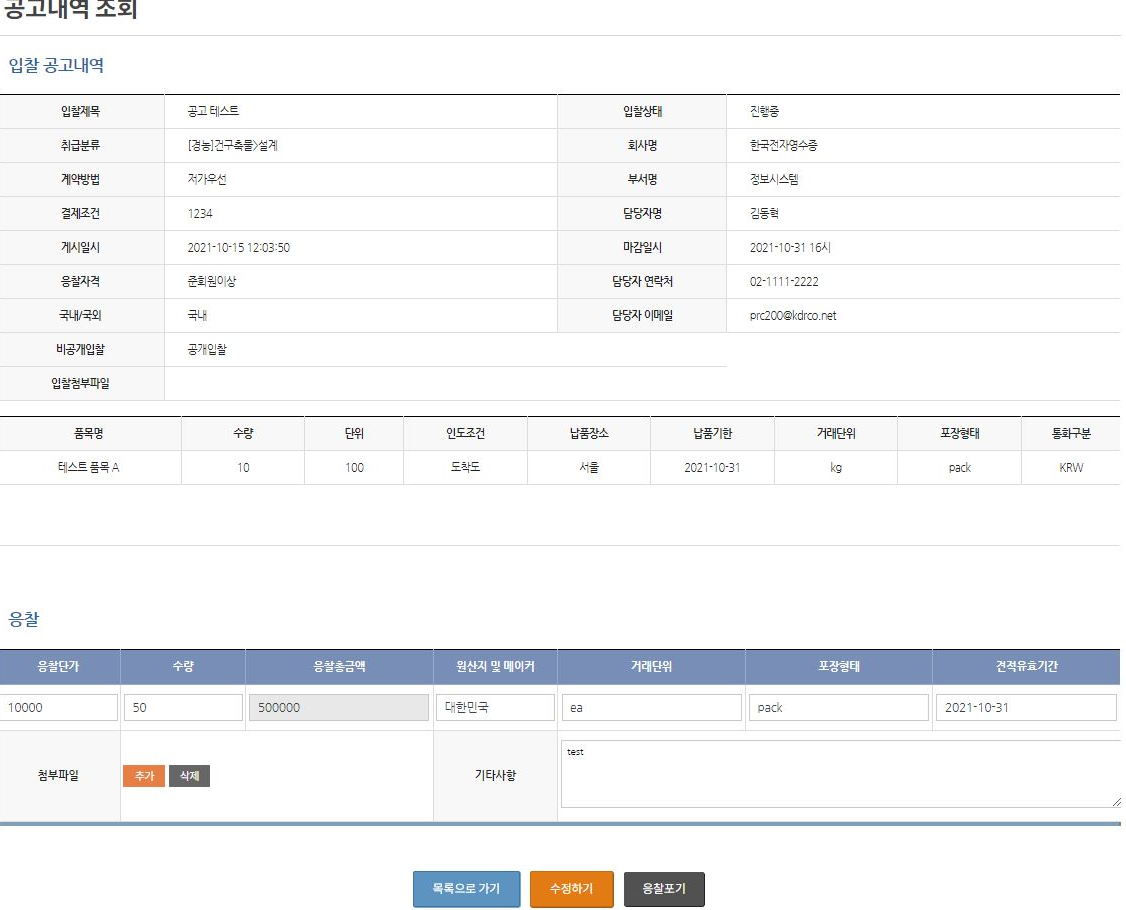 공고내역 조회
입찰 공고내역
입찰제목 공고 테스트 입찰상태 진행중
취급분류 [경농]건구축물>설계 회사명 한국전자영수증
계약방법 저가우선 부서명 정보시스템
결제조건 1234 담당자명 김동혁
게시일시 2021-10-15 12:03:50 마감일시 2021-10-31 16시
응찰자격 준회원이상 담당자 연락처 02-1111-2222
국내/국외 국내 담당자 이메일 prc200@kdrco.net
비공개입찰 공개입찰
입찰첨부파일
품목명 수량 단위 인도조건 납품장소 납품기한 거래단위 포장형태 통화구분
테스트 품목 A 10 100 도착도 서울 2021-10-31 kg pack KRW
응찰
응찰단가 수량 응찰총금액 원산지 및 메이커 거래단위 포장형태 견적유효기간
10000 50 500000 대한민국 ea pack 2021-10-31
첨부파일 추가 삭제 기타사항 test
목록으로 가기 수정하기 응찰포기